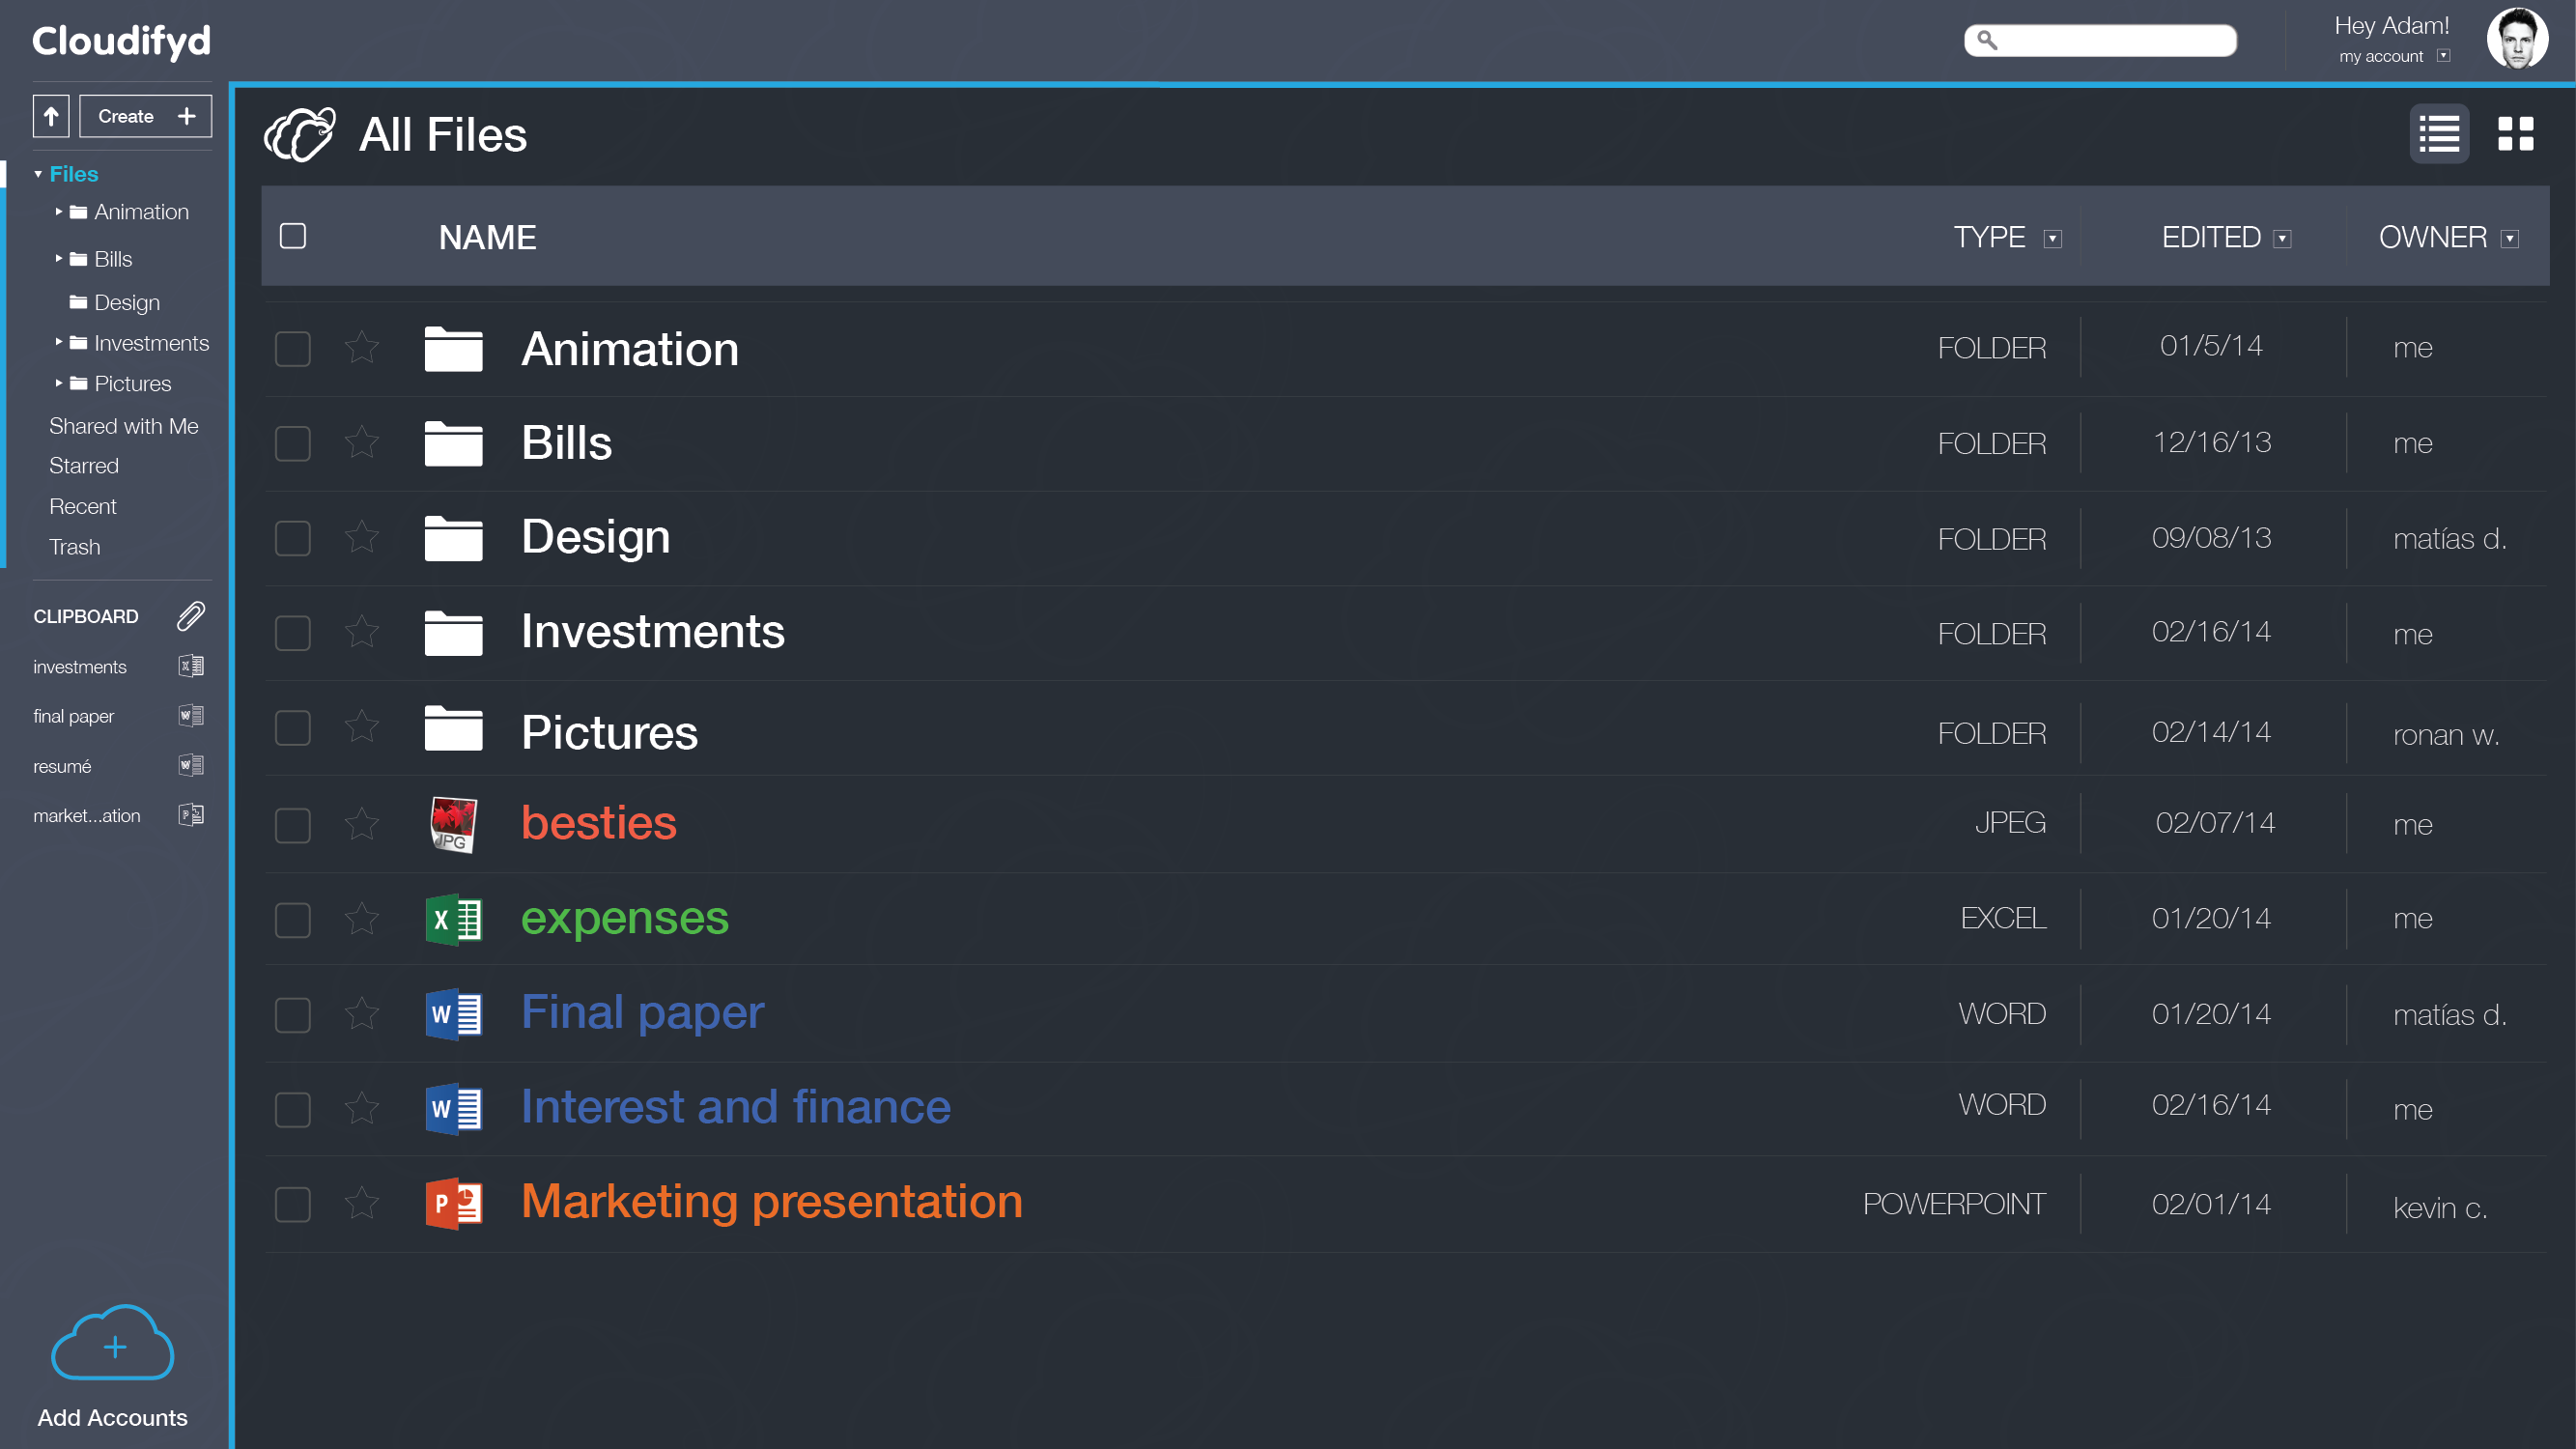 Cloudifyd
Hey Adam!
my account
Create +
Files
Animation
Bills
Design
Investments
Pictures
Shared with Me
Starred
Recent
Trash
CLIPBOARD
investments
final paper
resumé
market...ation
Add Accounts
All Files
NAME TYPE EDITED OWNER
Animation FOLDER 01/5/14 me
Bills FOLDER 12/16/13 me
Design FOLDER 09/08/13 matías d.
Investments FOLDER 02/16/14 me
Pictures FOLDER 02/14/14 ronan w.
JPG besties JPEG 02/07/14 me
X expenses EXCEL 01/20/14 me
W Final paper WORD 01/20/14 matías d.
W Interest and finance WORD 02/16/14 me
P Marketing presentation POWERPOINT 02/01/14 kevin c.